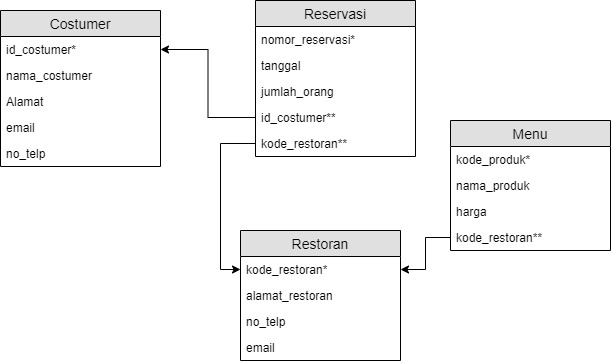 Costumer
id_costumer*
nama_costumer
Alamat
email
no_telp
Reservasi
nomor_reservasi*
tanggal
jumlah_orang
id_costumer**
kode_restoran**
Menu
kode_produk*
nama_produk
harga
kode_restoran**
Restoran
kode_restoran*
alamat_restoran
no_telp
email